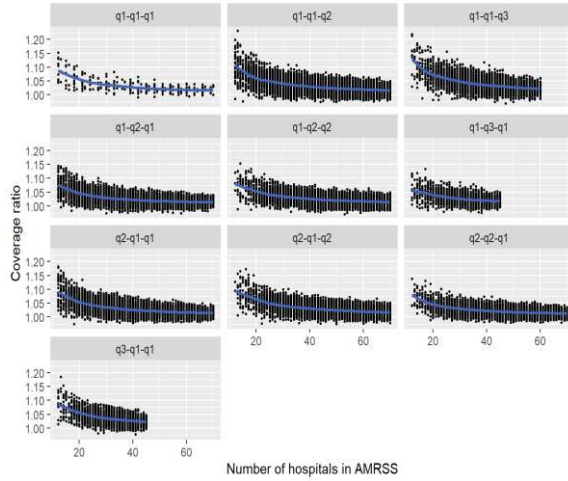 q1-q1-q1 q1-q1-q2 q1-q1-q3
1.20
1.15
1.10
1.05
1.00
q1-q2-q1 q1-q2-q2 q1-q3-q1
1.20
1.15
1.10
1.05
1.00
Coverage ratio
q2-q1-q1 q2-q1-q2 q2-q2-q1
1.20
1.15
1.10
1.05
1.00
20 40 60 20 40 60
q3-q1-q1
1.20
1.15
1.10
1.05
1.00
20 40 60
Number of hospitals in AMRSS